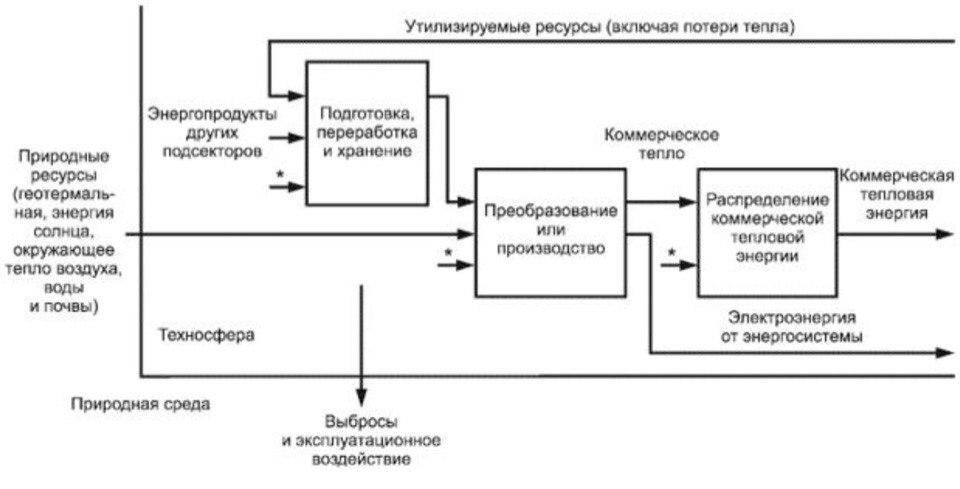 Утилизируемые ресурсы (включая потери тепла)
Энергопродукты
других
подсекторов
*
Подготовка,
переработка
и хранение
Природные
ресурсы
(геотермаль-
ная, энергия
солнца,
окружающее
тепло воздуха,
воды
и почвы)
*
Преобразование
или
производство
Коммерческое
тепло
*
Распределение
коммерческой
тепловой
энергии
Коммерческая
тепловая
энергия
Электроэнергия
от энергосистемы
Техносфера
Природная среда
Выбросы
и эксплуатационное
воздействие